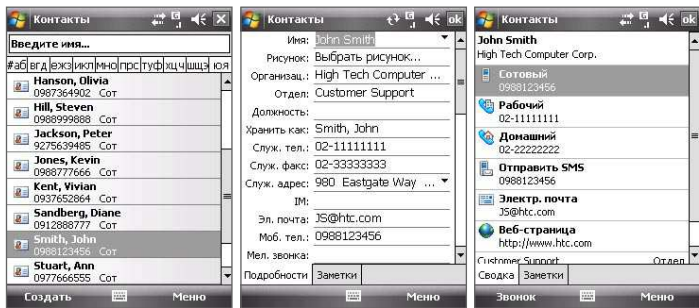 Контакты
Введите имя...
#аб вгд ежз икл мно прс туф хцч шщэ юя
Hanson, Olivia
0987364902 Сот
Hill, Steven
0988999888 Сот
Jackson, Peter
9275639485 Сот
Jones, Kevin
0988777666 Сот
Kent, Vivian
0937652864 Сот
Sandberg, Diane
0912888777 Сот
Smith, John
0988123456 Сот
Stuart, Ann
0977666555 Сот
Создать Меню
Контакты ok
Имя: John Smith
Рисунок: Выбрать рисунок...
Организац.: High Tech Computer ...
Отдел: Customer Support
Должность:
Хранить как: Smith, John
Служ. тел.: 02-11111111
Служ. факс: 02-33333333
Служ. адрес: 980 Eastgate Way ...
IM:
Эл. почта: JS@htc.com
Моб. тел.: 0988123456
Мел. звонка:
Подробности Заметки
Меню
Контакты ok
John Smith
High Tech Computer Corp.
Сотовый
0988123456
Рабочий
02-11111111
Домашний
02-22222222
Отправить SMS
0988123456
Электр. почта
JS@htc.com
Веб-страница
http://www.htc.com
Customer Support Отдел
Сводка Заметки
Звонок Меню